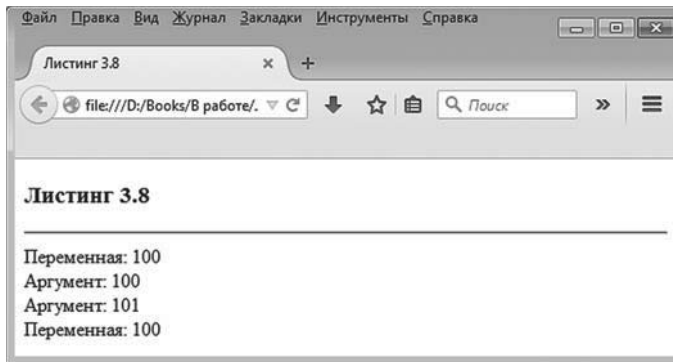 Файл Правка Вид Журнал Закладки Инструменты Справка
Листинг 3.8
file:///D:/Books/В работе/. Поиск
Листинг 3.8
Переменная: 100
Аргумент: 100
Аргумент: 101
Переменная: 100